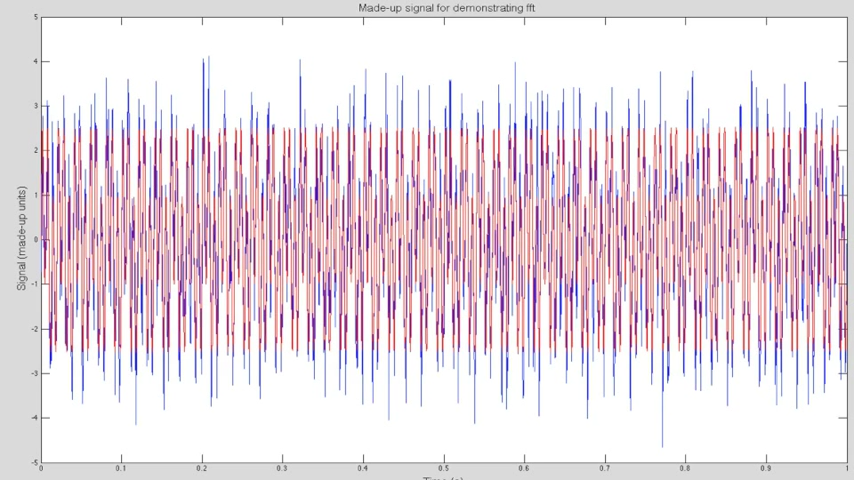 Made-up signal for demonstrating fft
Signal (made-up units)
5
4
3
2
1
0
-1
-2
-3
-4
-5
0 0.1 0.2 0.3 0.4 0.5 0.6 0.7 0.8 0.9 1
Time (s)